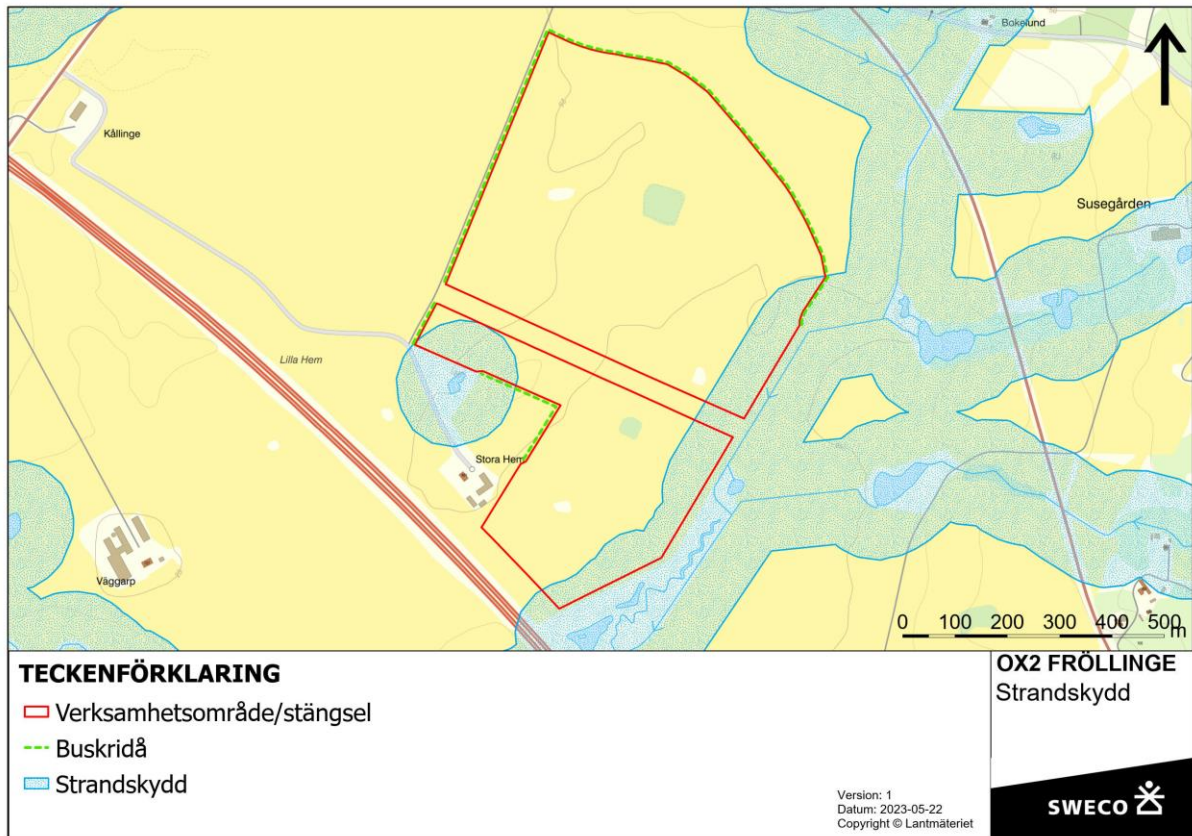 Bokelund
Kållinge
Susegården
Lilla Hem
Stora Hem
Väggarp
0 100 200 300 400 500
m
TECKENFÖRKLARING
Verksamhetsområde/stängsel
Buskridå
Strandskydd
OX2 FRÖLLINGE
Strandskydd
Version: 1
Datum: 2023-05-22
Copyright © Lantmäteriet
SWECO